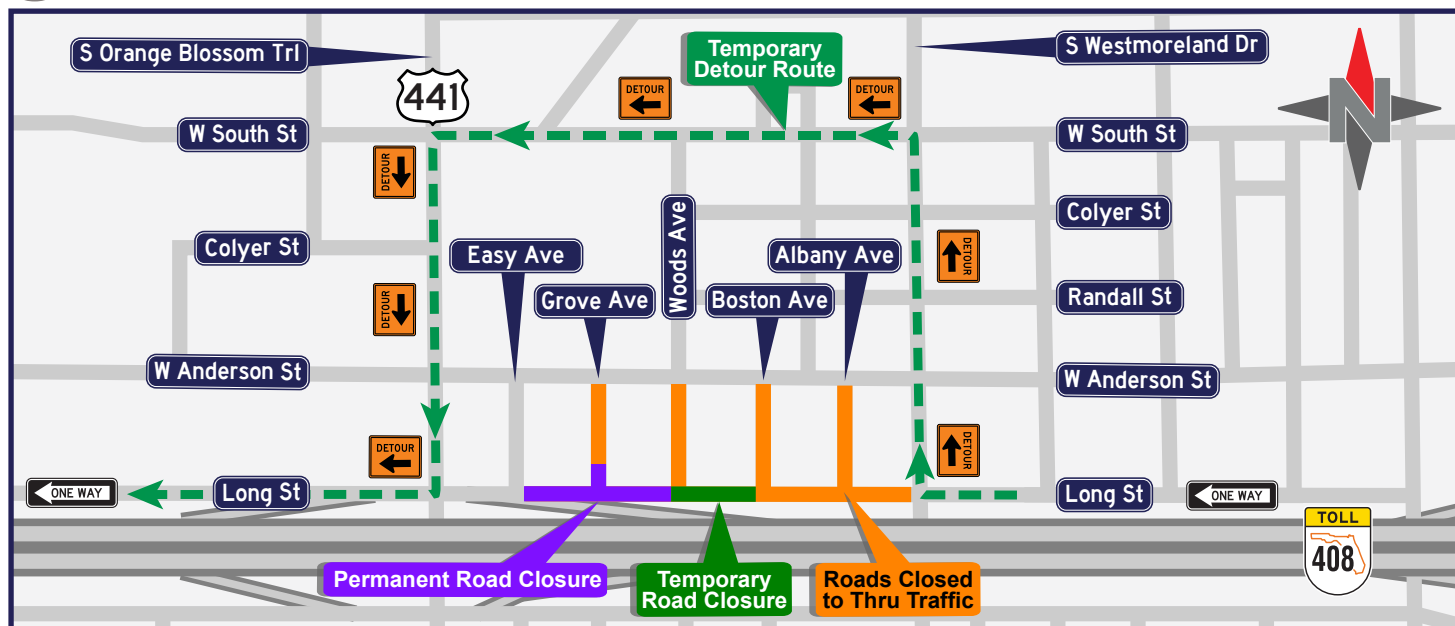 S Orange Blossom Trl
Temporary
Detour Route
S Westmoreland Dr
441
DETOUR
DETOUR
N
W South St
W South St
DETOUR
Colyer St
Woods Ave
Colyer St
Easy Ave
Albany Ave
DETOUR
Grove Ave
Boston Ave
Randall St
DETOUR
W Anderson St
W Anderson St
DETOUR
DETOUR
ONE WAY
Long St
Long St
ONE WAY
TOLL
408
Permanent Road Closure
Temporary
Road Closure
Roads Closed
to Thru Traffic